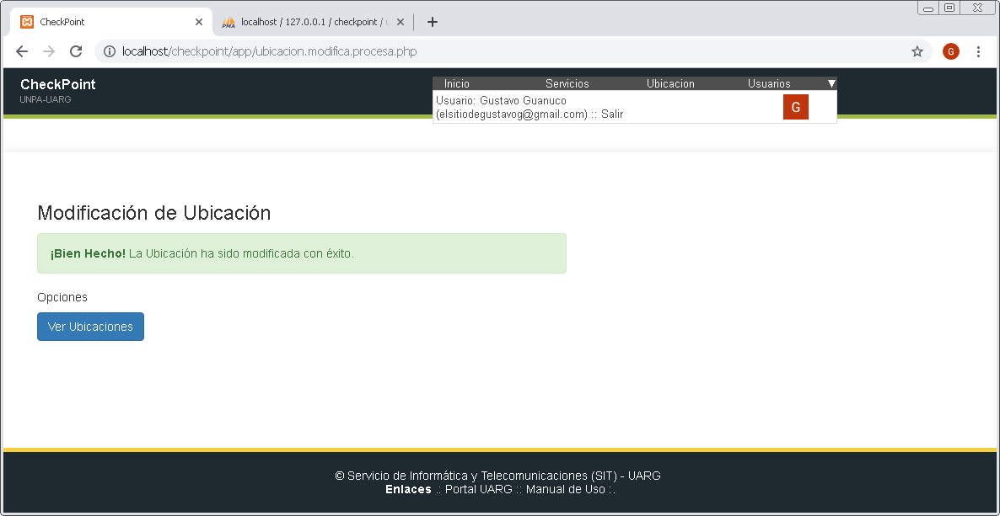 CheckPoint
localhost / 127.0.0.1 / checkpoint /
localhost/checkpoint/app/ubicacion.modifica.procesa.php
G
CheckPoint
UNPA-UARG
Inicio Servicios Ubicacion Usuarios ▼
Usuario: Gustavo Guanuco
(elsitiodegustavog@gmail.com) :: Salir
G
Modificación de Ubicación
¡Bien Hecho! La Ubicación ha sido modificada con éxito.
Opciones
Ver Ubicaciones
© Servicio de Informática y Telecomunicaciones (SIT) - UARG
Enlaces .: Portal UARG :: Manual de Uso :.